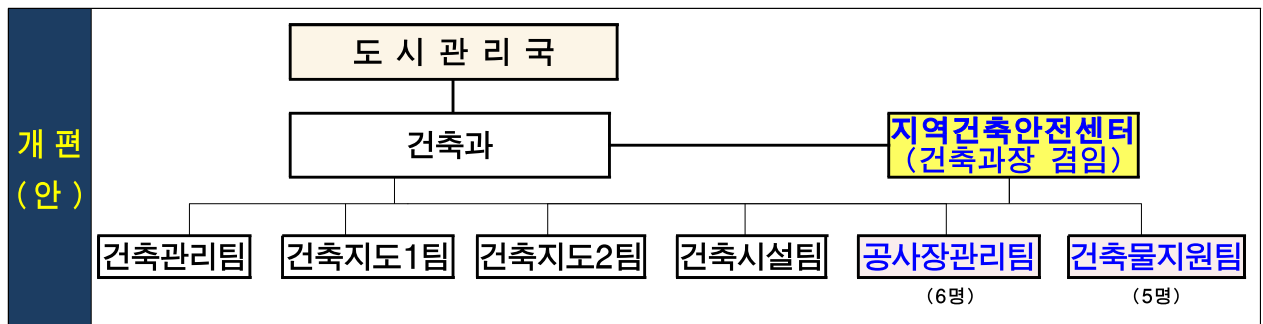 개 편
(안)
도 시 관 리 국
건축과
지역건축안전센터
(건축과장 겸임)
건축관리팀
건축지도1팀
건축지도2팀
건축시설팀
공사장관리팀
건축물지원팀
(6명)
(5명)